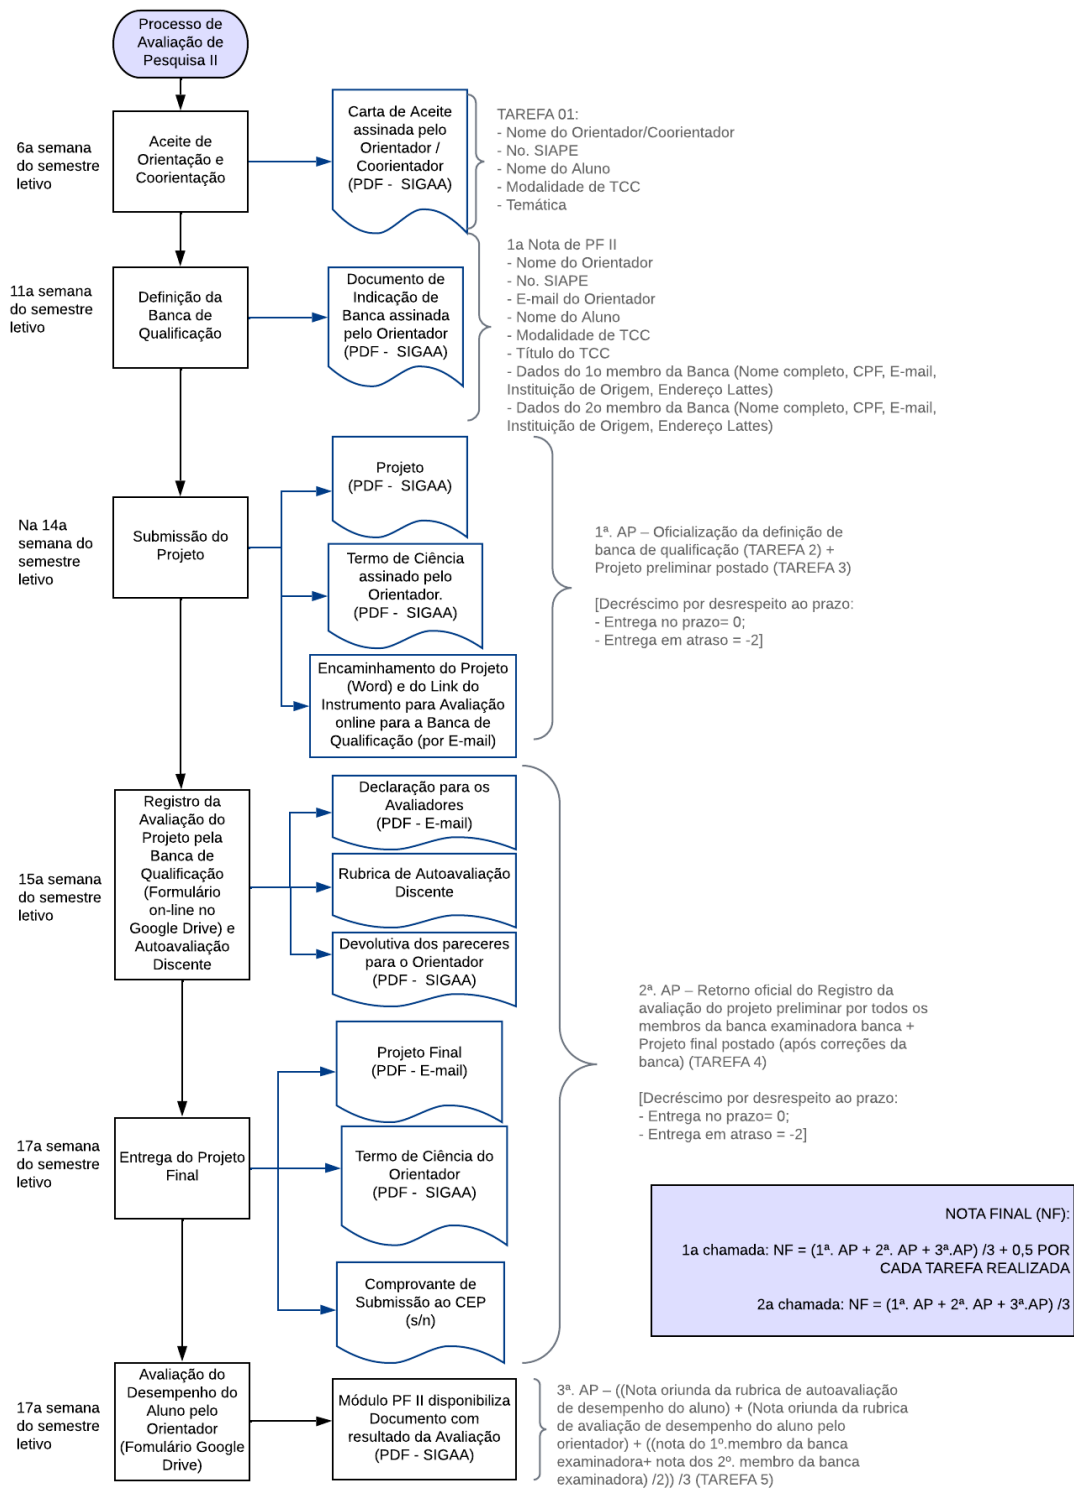 Processo de
Avaliação de
Pesquisa II
6a semana
do semestre
letivo
Aceite de
Orientação e
Coorientação
Carta de Aceite
assinada pelo
Orientador /
Coorientador
(PDF -  SIGAA)
TAREFA 01:
- Nome do Orientador/Coorientador
- No. SIAPE
- Nome do Aluno
- Modalidade de TCC
- Temática
11a semana
do semestre
letivo
Definição da
Banca de
Qualificação
Documento de
Indicação de
Banca assinada
pelo Orientador
(PDF -  SIGAA)
1a Nota de PF II
- Nome do Orientador
- No. SIAPE
- E-mail do Orientador
- Nome do Aluno
- Modalidade de TCC
- Título do TCC
- Dados do 1o membro da Banca (Nome completo, CPF, E-mail,
Instituição de Origem, Endereço Lattes)
- Dados do 2o membro da Banca (Nome completo, CPF, E-mail,
Instituição de Origem, Endereço Lattes)
Na 14a
semana do
semestre
letivo
Submissão do
Projeto
Projeto
(PDF -  SIGAA)
Termo de Ciência
assinado pelo
Orientador.
(PDF -  SIGAA)
Encaminhamento do Projeto
(Word) e do Link do
Instrumento para Avaliação
online para a Banca de
Qualificação (por E-mail)
1ª. AP – Oficialização da definição de
banca de qualificação (TAREFA 2) +
Projeto preliminar postado (TAREFA 3)
[Decréscimo por desrespeito ao prazo:
- Entrega no prazo= 0;
- Entrega em atraso = -2]
15a semana
do semestre
letivo
Registro da
Avaliação do
Projeto pela
Banca de
Qualificação
(Formulário
on-line no
Google Drive) e
Autoavaliação
Discente
Declaração para os
Avaliadores
(PDF - E-mail)
Rubrica de Autoavaliação
Discente
Devolutiva dos pareceres
para o Orientador
(PDF -  SIGAA)
2ª. AP – Retorno oficial do Registro da
avaliação do projeto preliminar por todos os
membros da banca examinadora banca +
Projeto final postado (após correções da
banca) (TAREFA 4)
[Decréscimo por desrespeito ao prazo:
- Entrega no prazo= 0;
- Entrega em atraso = -2]
17a semana
do semestre
letivo
Entrega do Projeto
Final
Projeto Final
(PDF - E-mail)
Termo de Ciência do
Orientador
(PDF -  SIGAA)
Comprovante de
Submissão ao CEP
(s/n)
NOTA FINAL (NF):
1a chamada: NF = (1ª. AP + 2ª. AP + 3ª.AP) /3 + 0,5 POR
CADA TAREFA REALIZADA
2a chamada: NF = (1ª. AP + 2ª. AP + 3ª.AP) /3
17a semana
do semestre
letivo
Avaliação do
Desempenho do
Aluno pelo
Orientador
(Fomulário Google
Drive)
Módulo PF II disponibiliza
Documento com
resultado da Avaliação
(PDF - SIGAA)
3ª. AP – ((Nota oriunda da rubrica de autoavaliação
de desempenho do aluno) + (Nota oriunda da rubrica
de avaliação de desempenho do aluno pelo
orientador) + ((nota do 1º.membro da banca
examinadora+ nota dos 2º. membro da banca
examinadora) /2)) /3 (TAREFA 5)